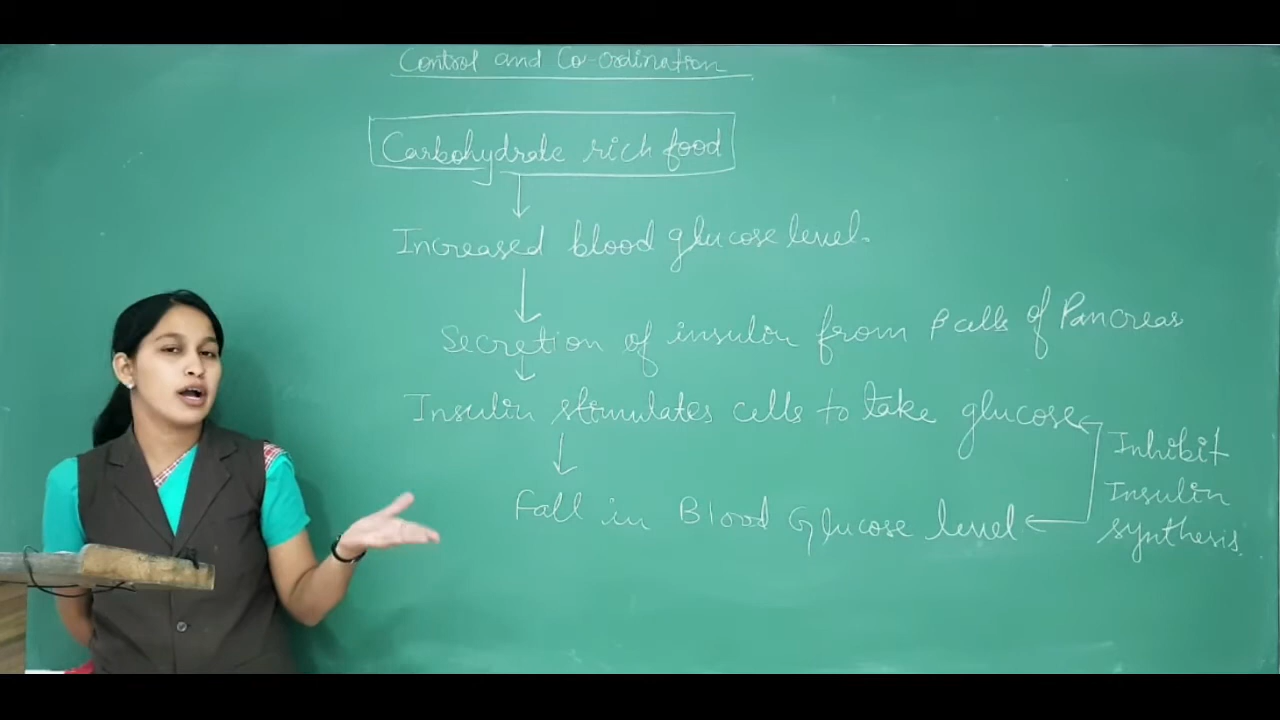 Control and Co-ordination
Carbohydrate rich food
Increased blood glucose level.
Secretion of insulin from β cells of Pancreas
Insulin stimulates cells to take glucose
Fall in Blood Glucose level
Inhibit
Insulin
synthesis.